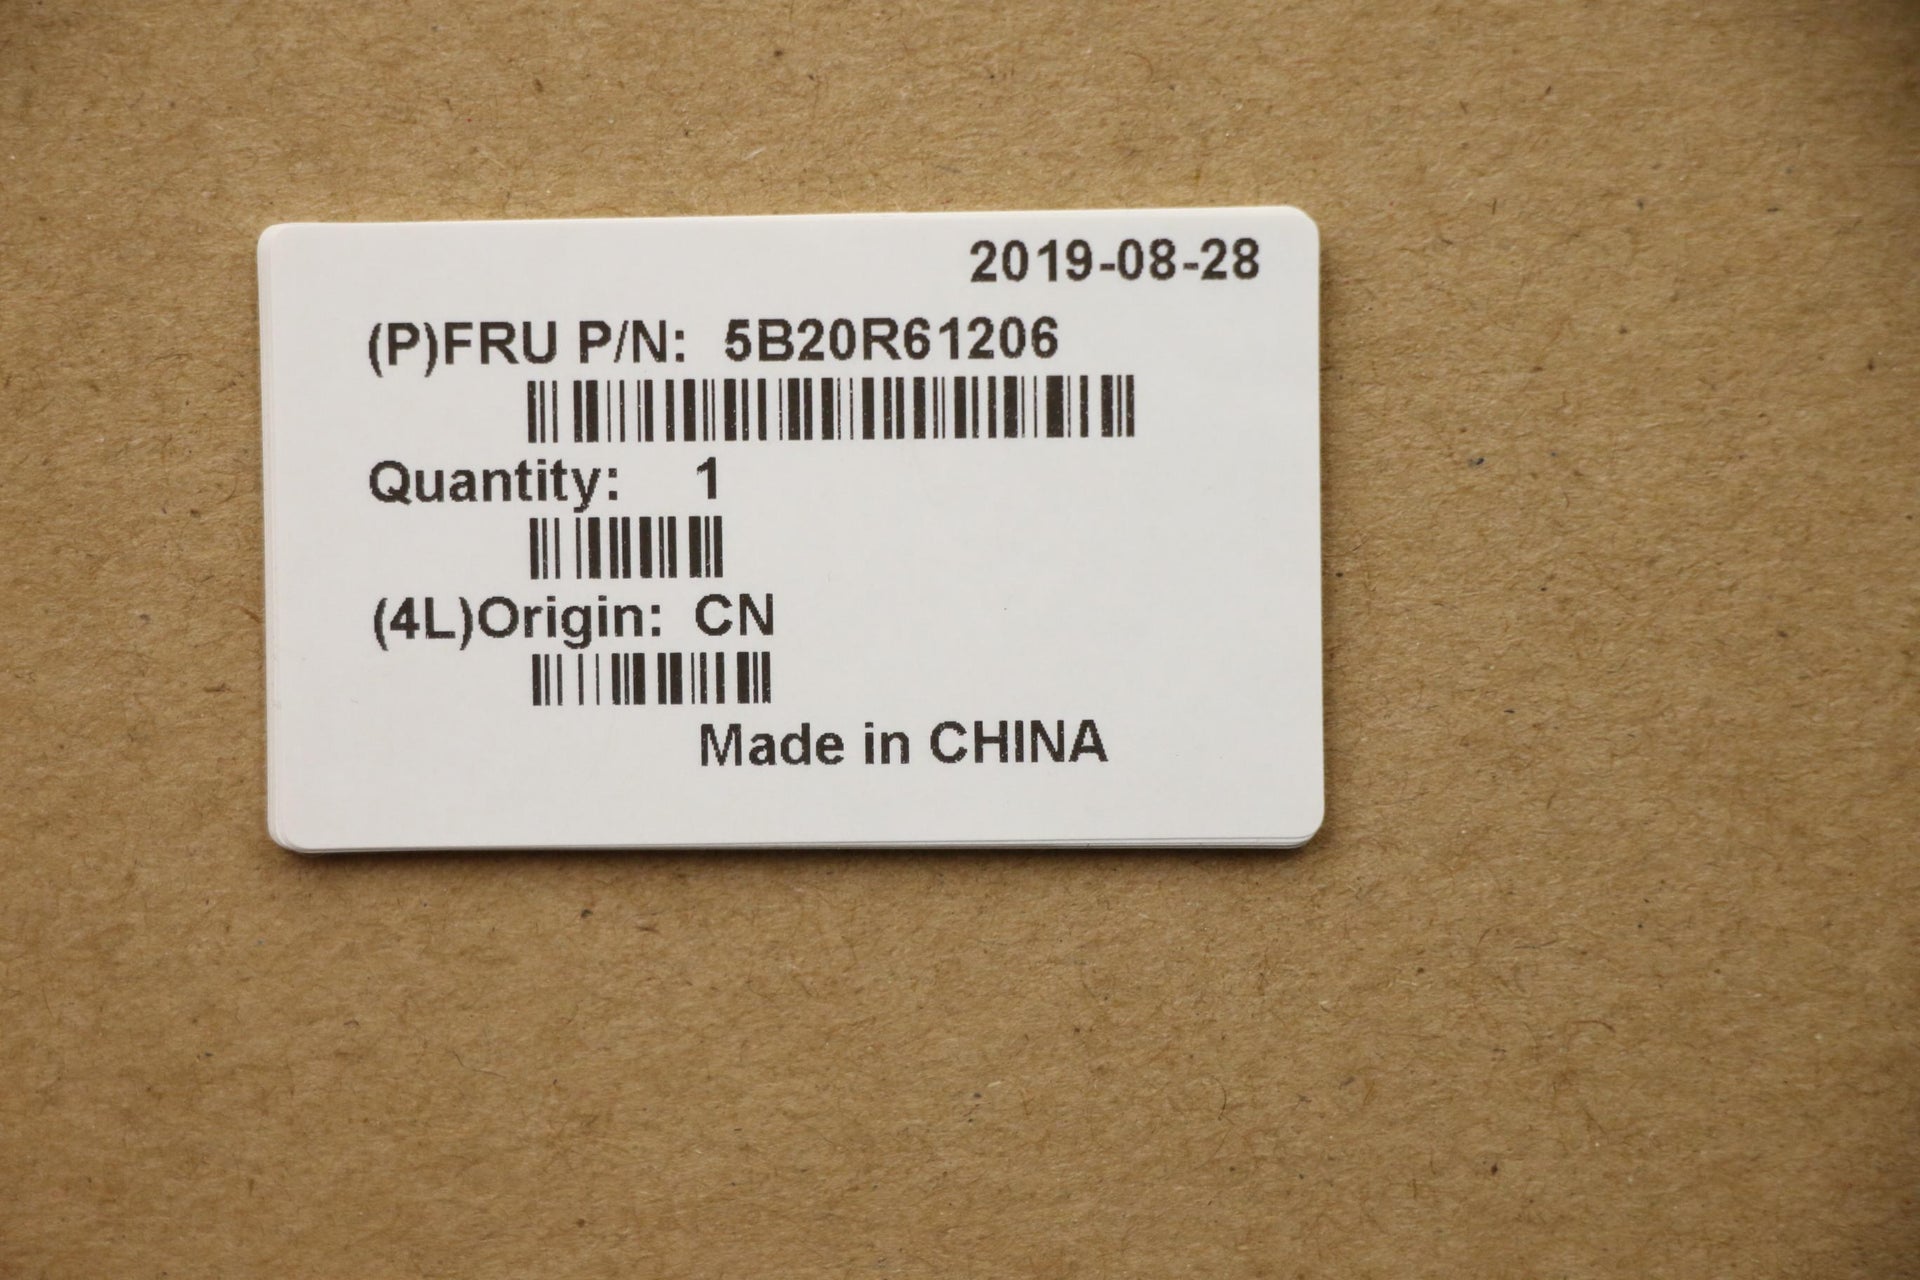 2019-08-28
(P)FRU P/N: 5B20R61206
Quantity: 1
(4L)Origin: CN
Made in CHINA